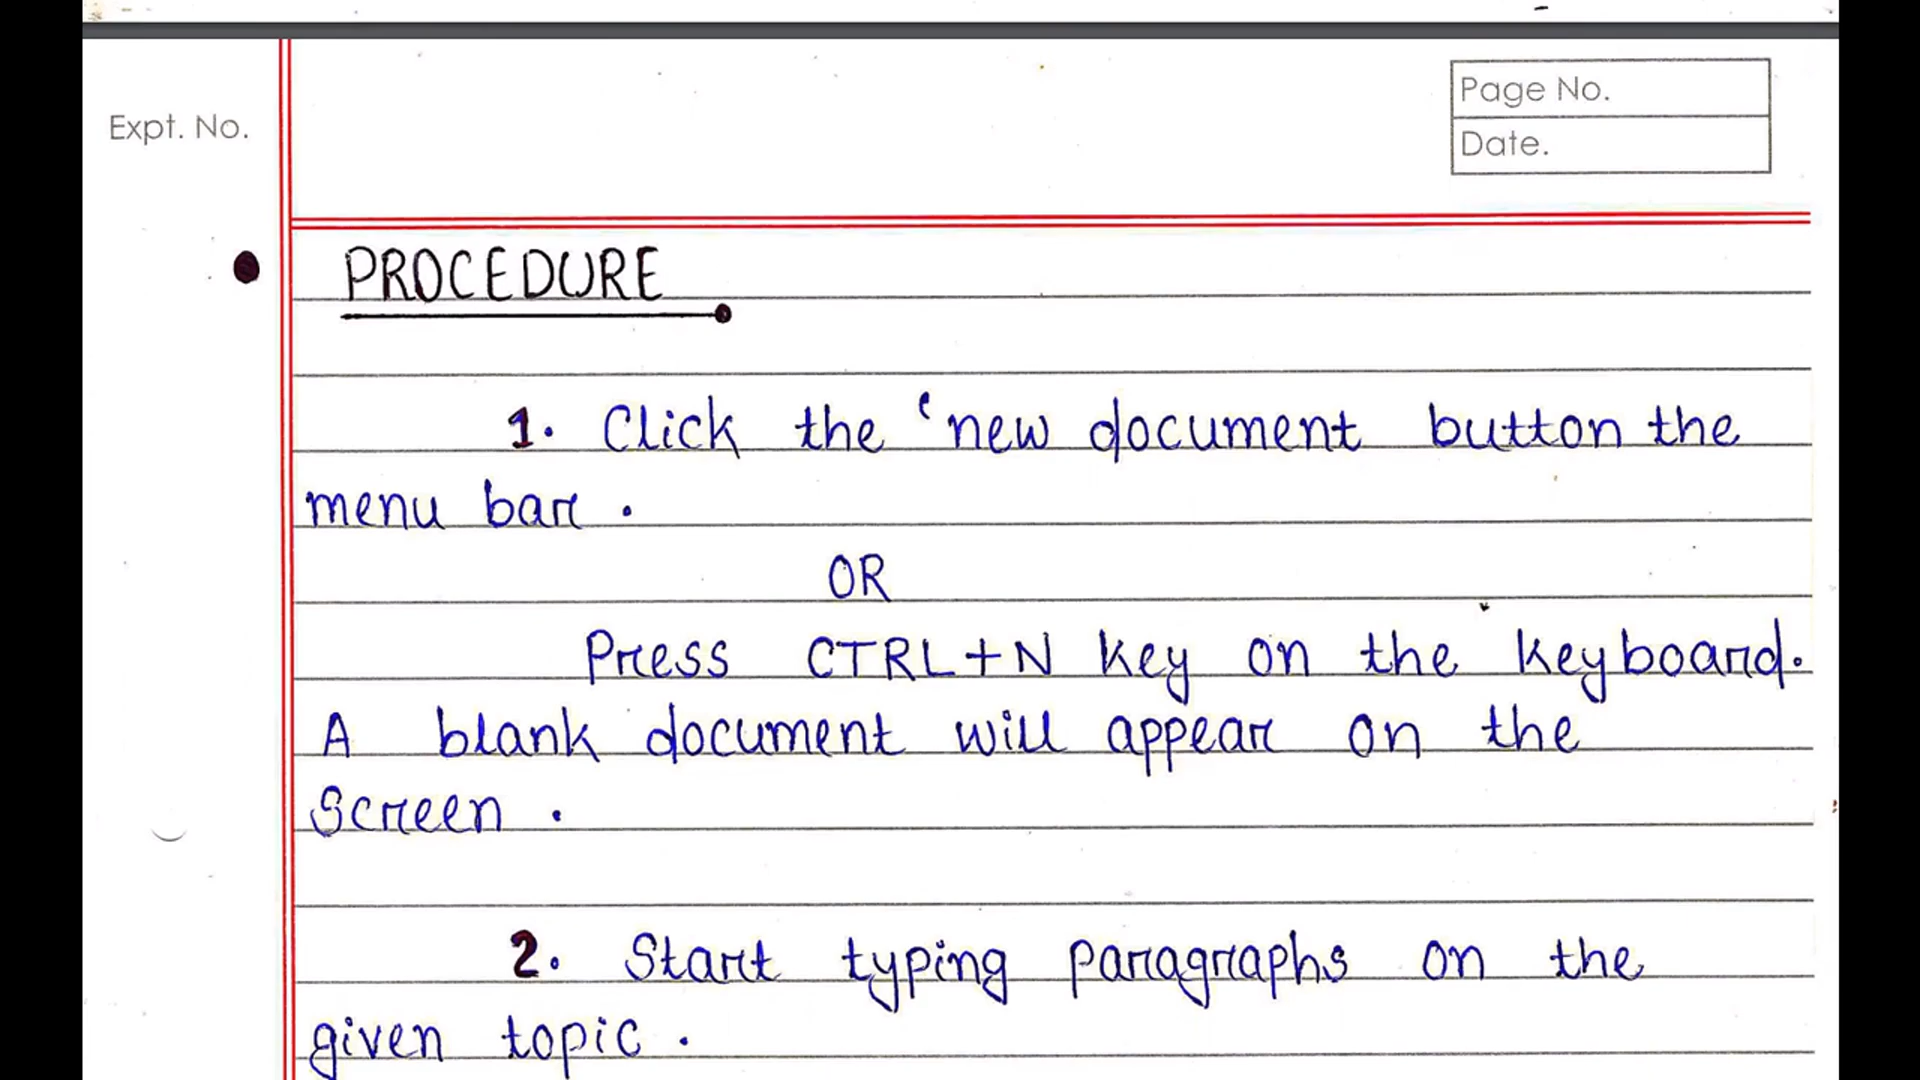 Page No.
Expt. No.
Date.
PROCEDURE
1. Click the 'new document button the
menu bar.
OR
Press CTRL+N key on the keyboard.
A blank document will appear on the
screen.
2. Start typing paragraphs on the
given topic.